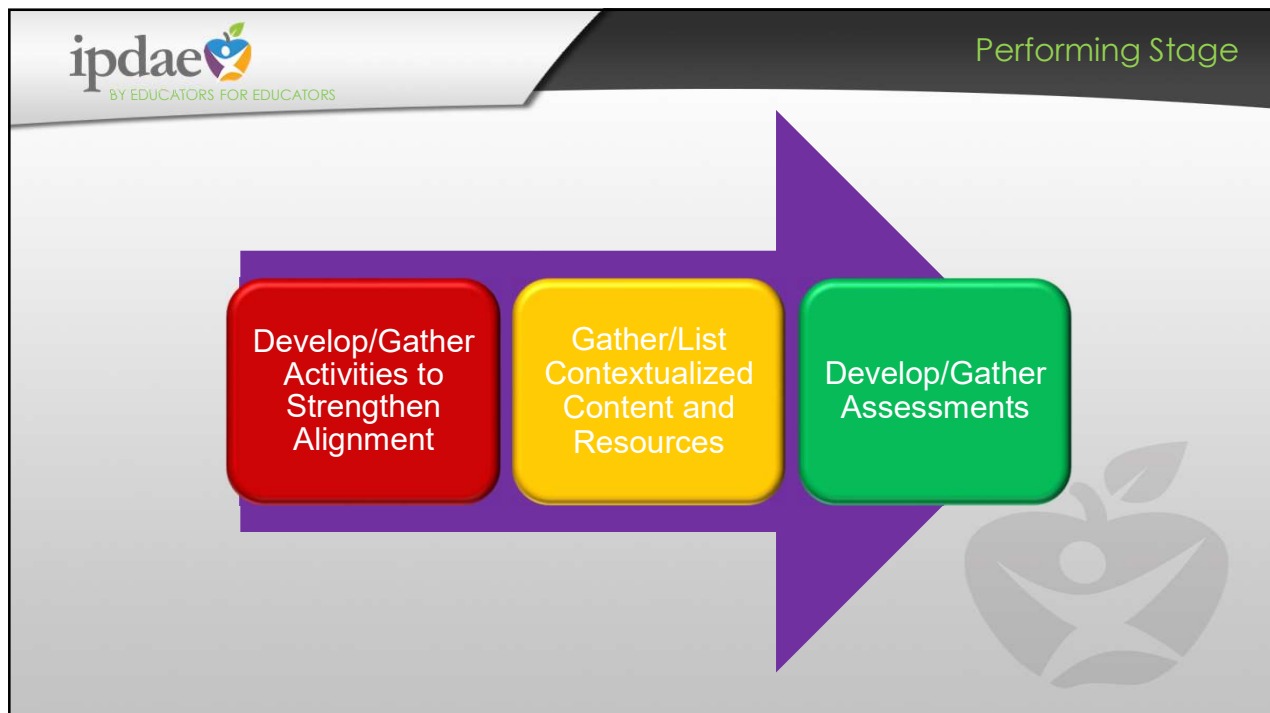 ipdae
BY EDUCATORS FOR EDUCATORS
Performing Stage
Develop/Gather
Activities to
Strengthen
Alignment
Gather/List
Contextualized
Content and
Resources
Develop/Gather
Assessments